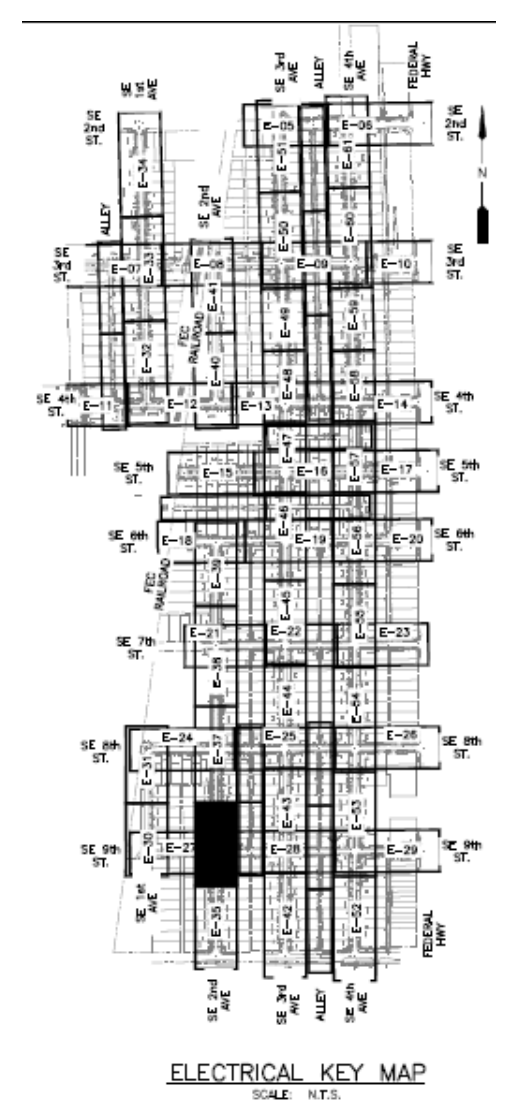 SE 1st AVE
SE 3rd AVE
ALLEY
SE 4th AVE
FEDERAL HWY
SE 2nd ST.
E-05
E-06
SE 2nd ST.
E-51
E-61
E-34
N
ALLEY
SE 2nd AVE
E-50
E-60
SE 3rd ST.
E-07
E-33
E-08
E-09
E-10
SE 3rd ST.
E-41
E-49
E-59
FEC RAILROAD
E-32
E-40
E-48
E-58
SE 4th ST.
E-11
E-12
E-13
E-14
SE 4th ST.
E-47
SE 5th ST.
E-15
E-16
E-57
E-17
SE 5th ST.
E-46
SE 6th ST.
E-18
E-19
E-56
E-20
SE 6th ST.
FEC RAILROAD
E-39
E-45
E-55
SE 7th ST.
E-21
E-22
E-23
E-38
E-44
E-54
SE 8th ST.
E-24
E-37
E-25
E-26
SE 8th ST.
E-31
E-43
E-53
SE 9th ST.
E-30
E-27
E-28
E-29
SE 9th ST.
SE 1st AVE
E-35
E-42
E-52
FEDERAL HWY
SE 2nd AVE
SE 3rd AVE
ALLEY
SE 4th AVE
ELECTRICAL KEY MAP
SCALE: N.T.S.